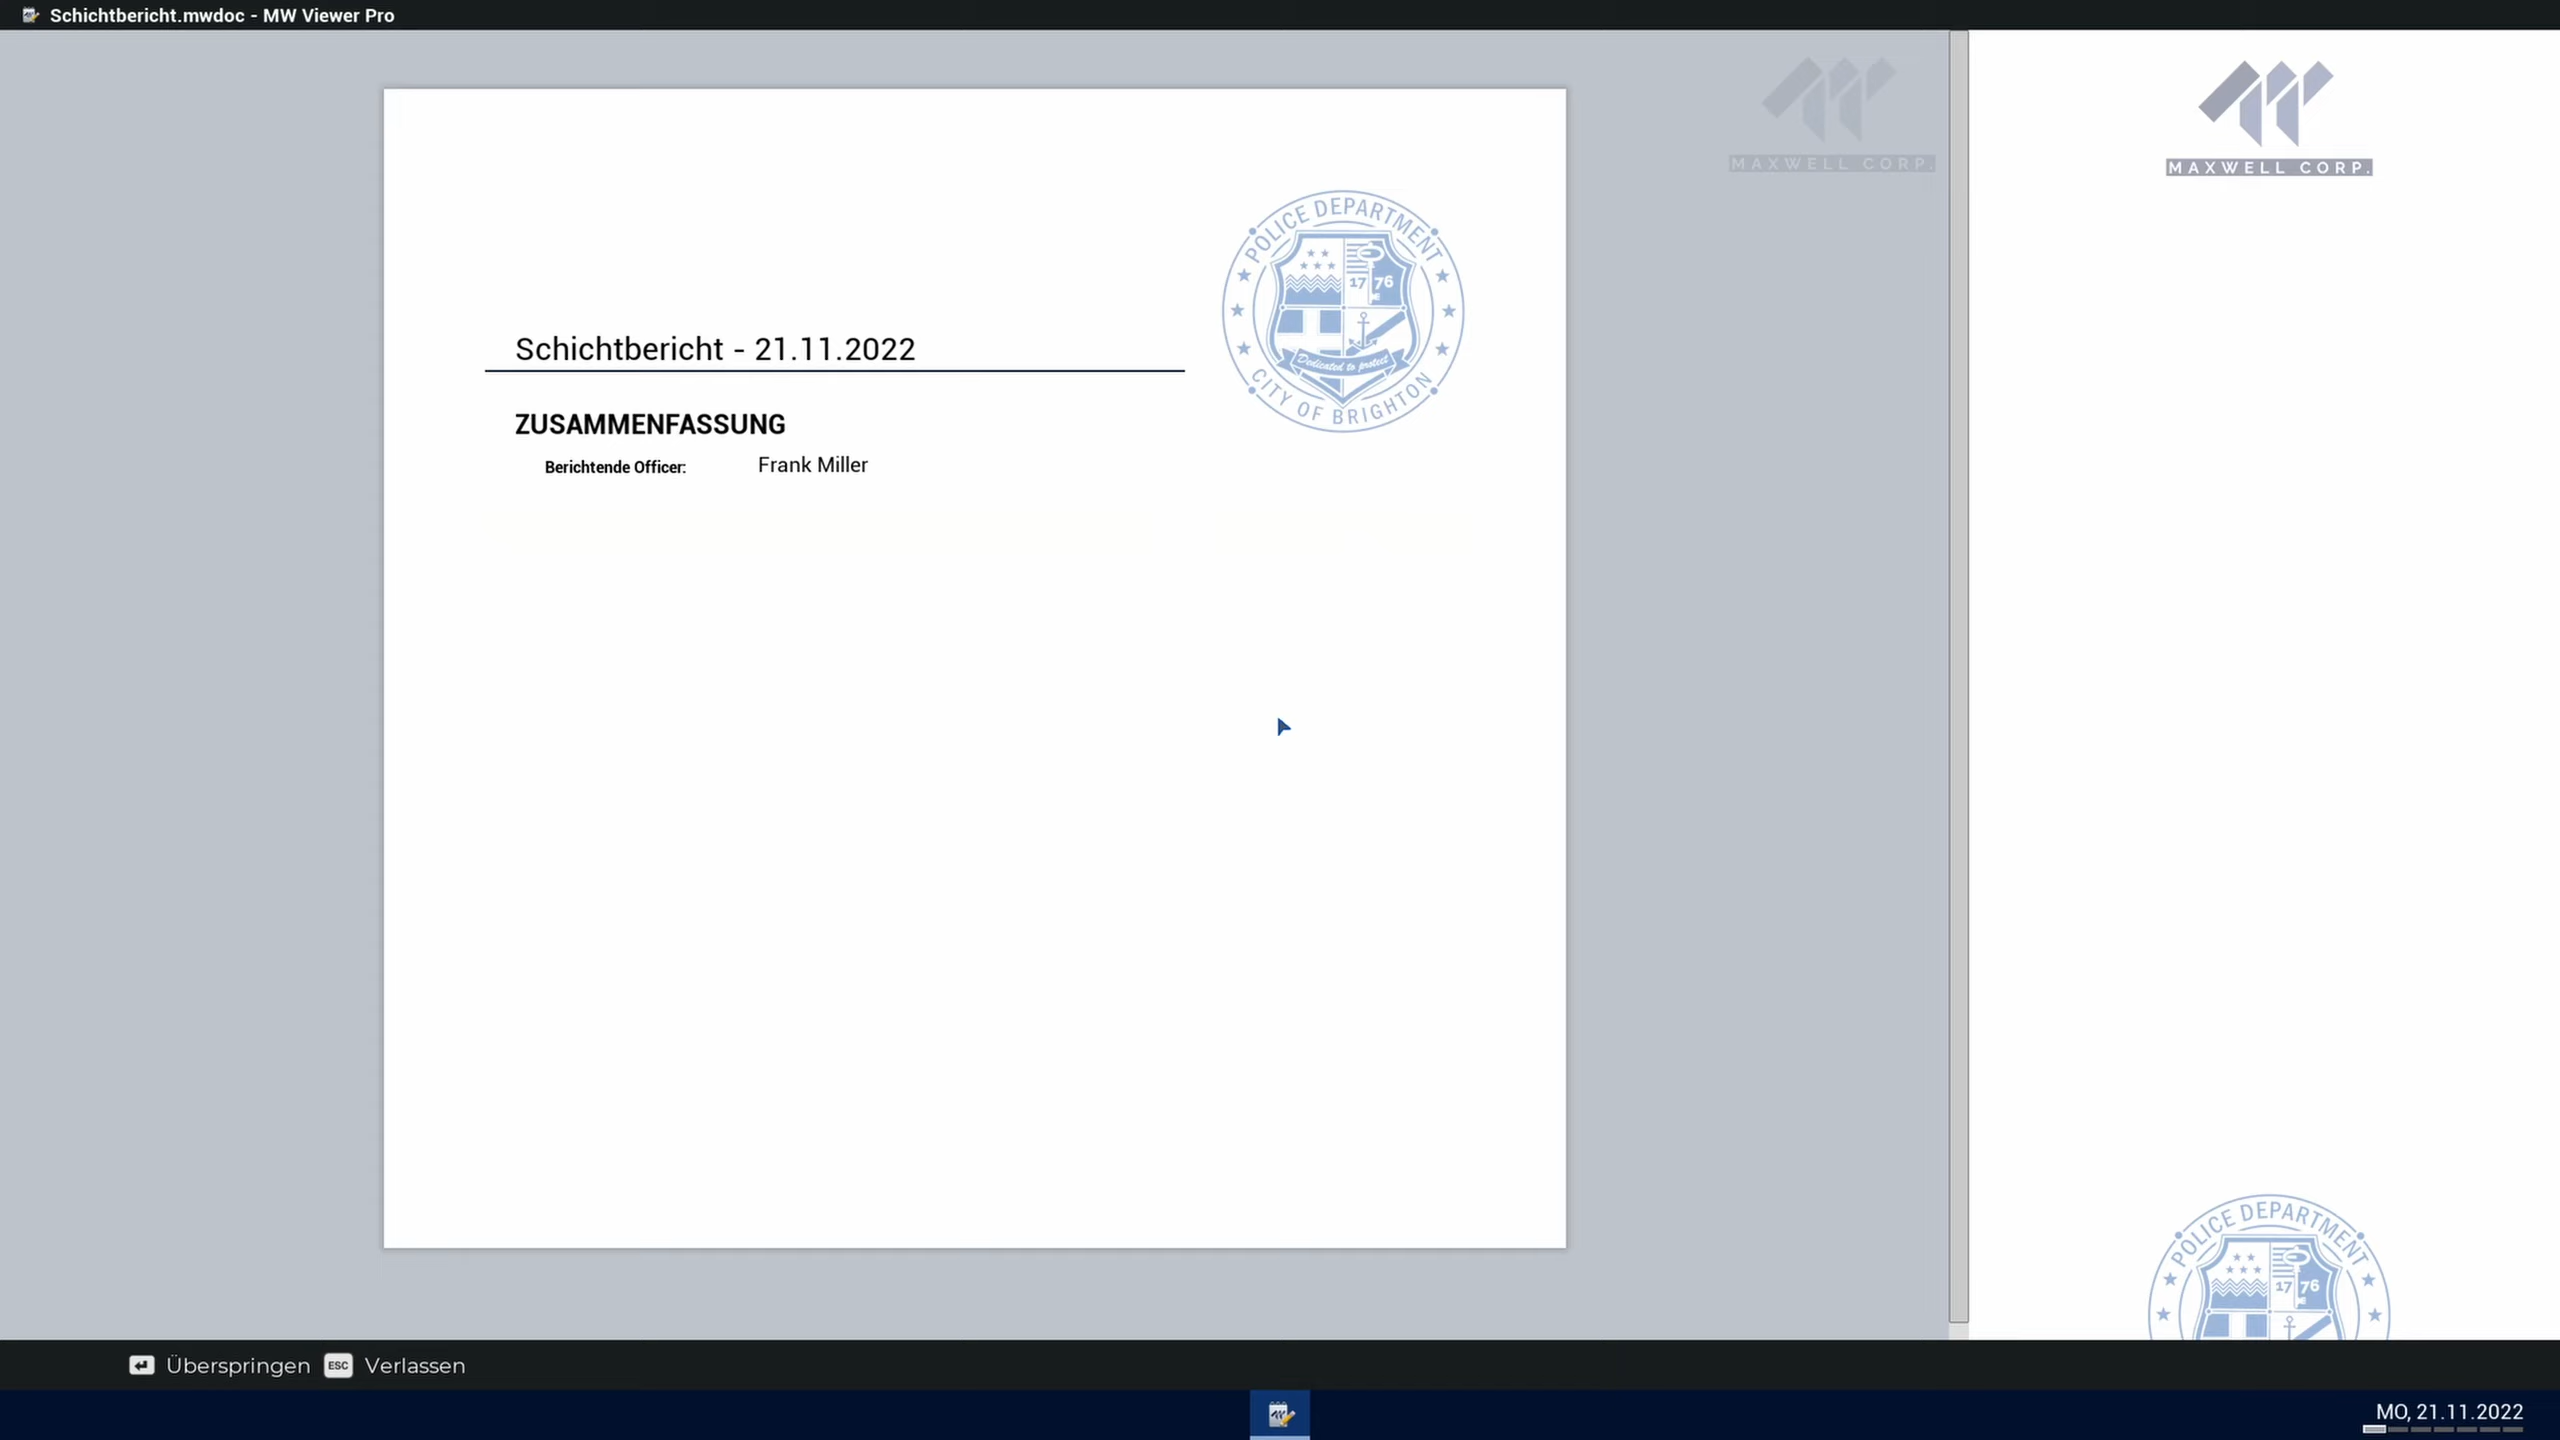 Schichtbericht.mwdoc - MW Viewer Pro
MAXWELL CORP.
MAXWELL CORP.
POLICE DEPARTMENT
17 76
Dedicated to protect
CITY OF BRIGHTON
Schichtbericht - 21.11.2022
ZUSAMMENFASSUNG
Berichtende Officer: Frank Miller
POLICE DEPARTMENT
17 76
ESC
Überspringen Verlassen
MO, 21.11.2022